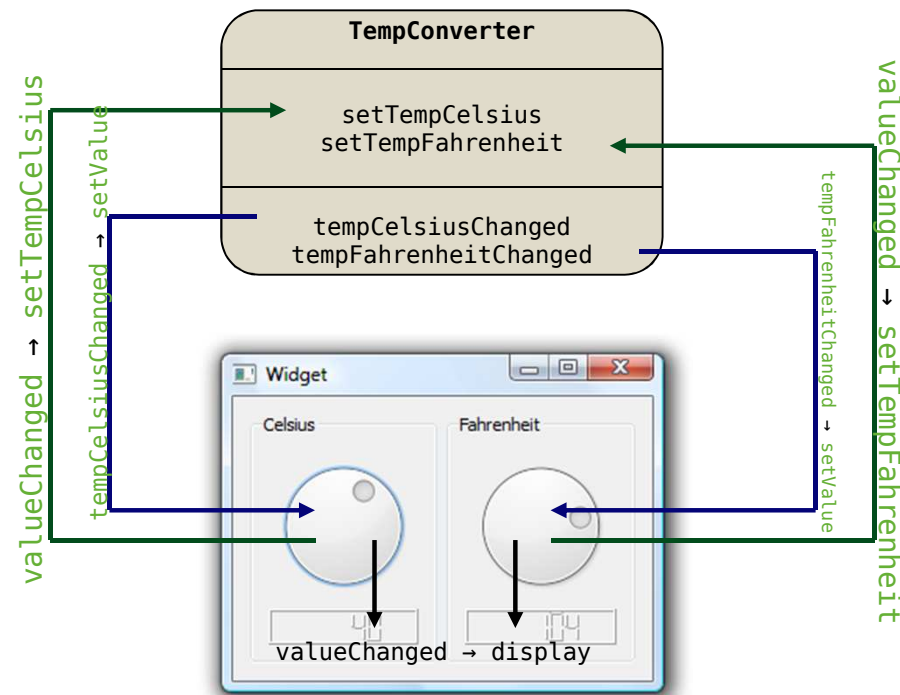 TempConverter
setTempCelsius
setTempFahrenheit
tempCelsiusChanged
tempFahrenheitChanged
valueChanged → setTempCelsius
tempCelsiusChanged → setValue
tempFahrenheitChanged → setValue
valueChanged → setTempFahrenheit
Widget
Celsius
Fahrenheit
40
104
valueChanged → display